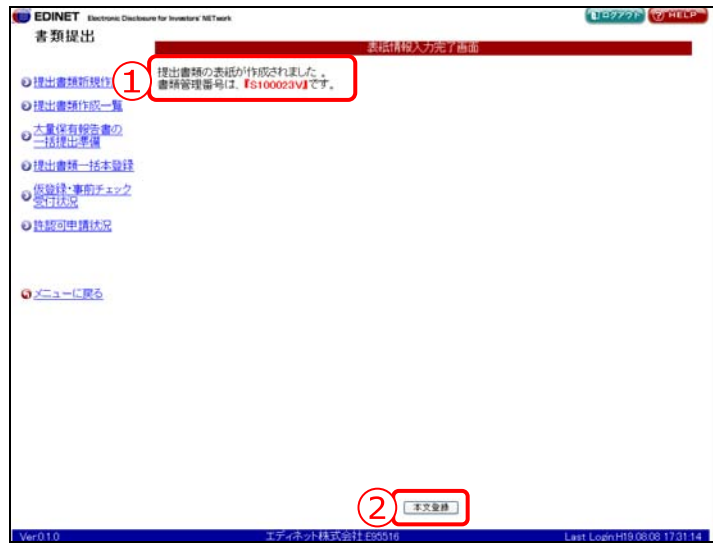 EDINET Electronic Disclosure for Investors' NETwork
ログアウト ? HELP
書類提出
表紙情報入力完了画面
①
提出書類の表紙が作成されました。
書類管理番号は、『S100023V』です。
提出書類新規作
提出書類作成一覧
大量保有報告書の
一括提出準備
提出書類一括本登録
仮登録・事前チェック
受付状況
許認可申請状況
メニューに戻る
②
本文登録
Ver0.1.0 エディネット株式会社 E95516 Last Login:H19.08.08 17:31:14